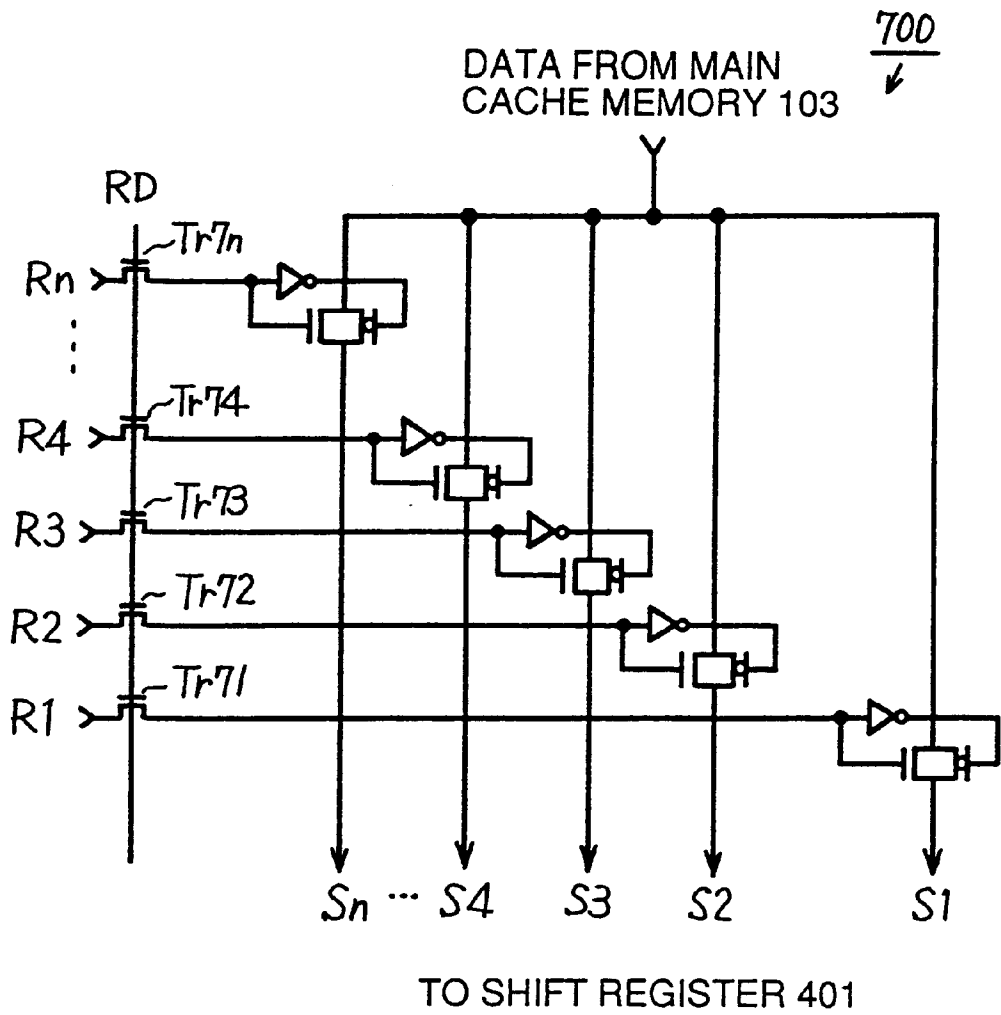 700
DATA FROM MAIN
CACHE MEMORY 103
RD
Tr7n
Rn
Tr74
R4
Tr73
R3
Tr72
R2
Tr71
R1
Sn ··· S4 S3 S2 S1
TO SHIFT REGISTER 401